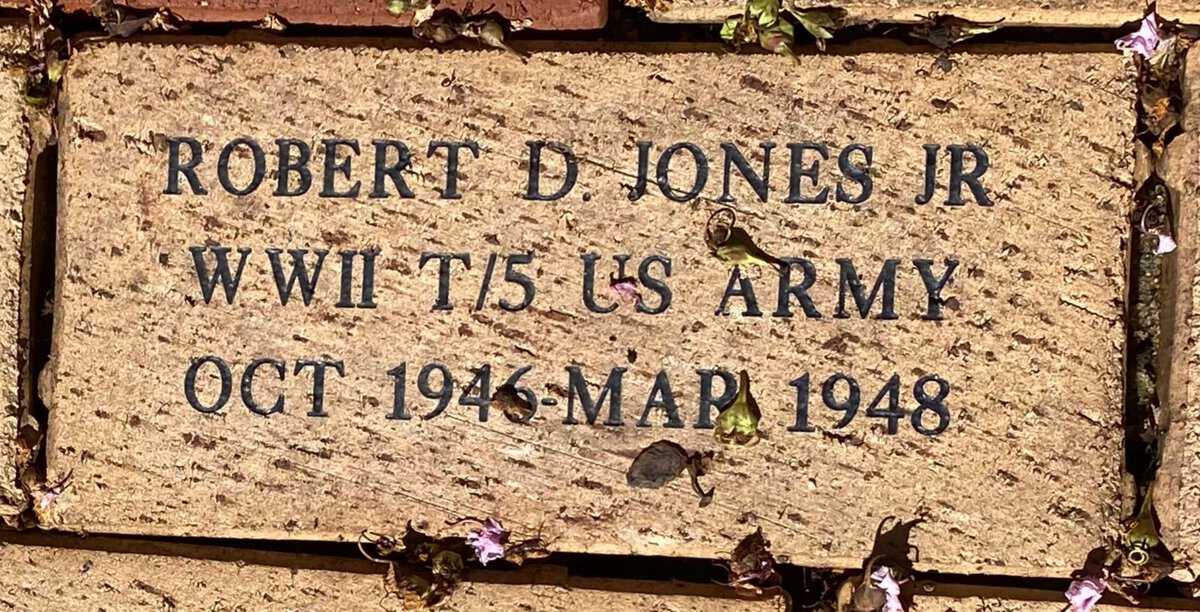 ROBERT D. JONES JR
WWII T/5 US ARMY
OCT 1946-MAR 1948